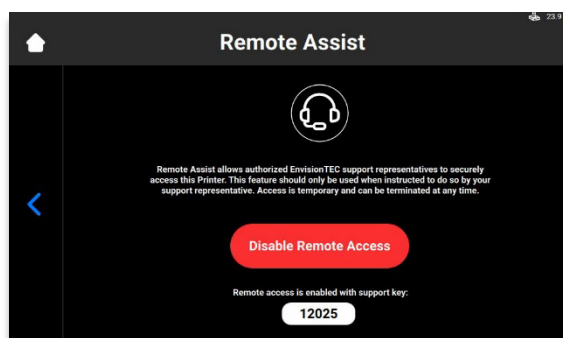 23.9
Remote Assist
Remote Assist allows authorized EnvisionTEC support representatives to securely
access this Printer. This feature should only be used when instructed to do so by your
support representative. Access is temporary and can be terminated at any time.
Disable Remote Access
Remote access is enabled with support key:
12025